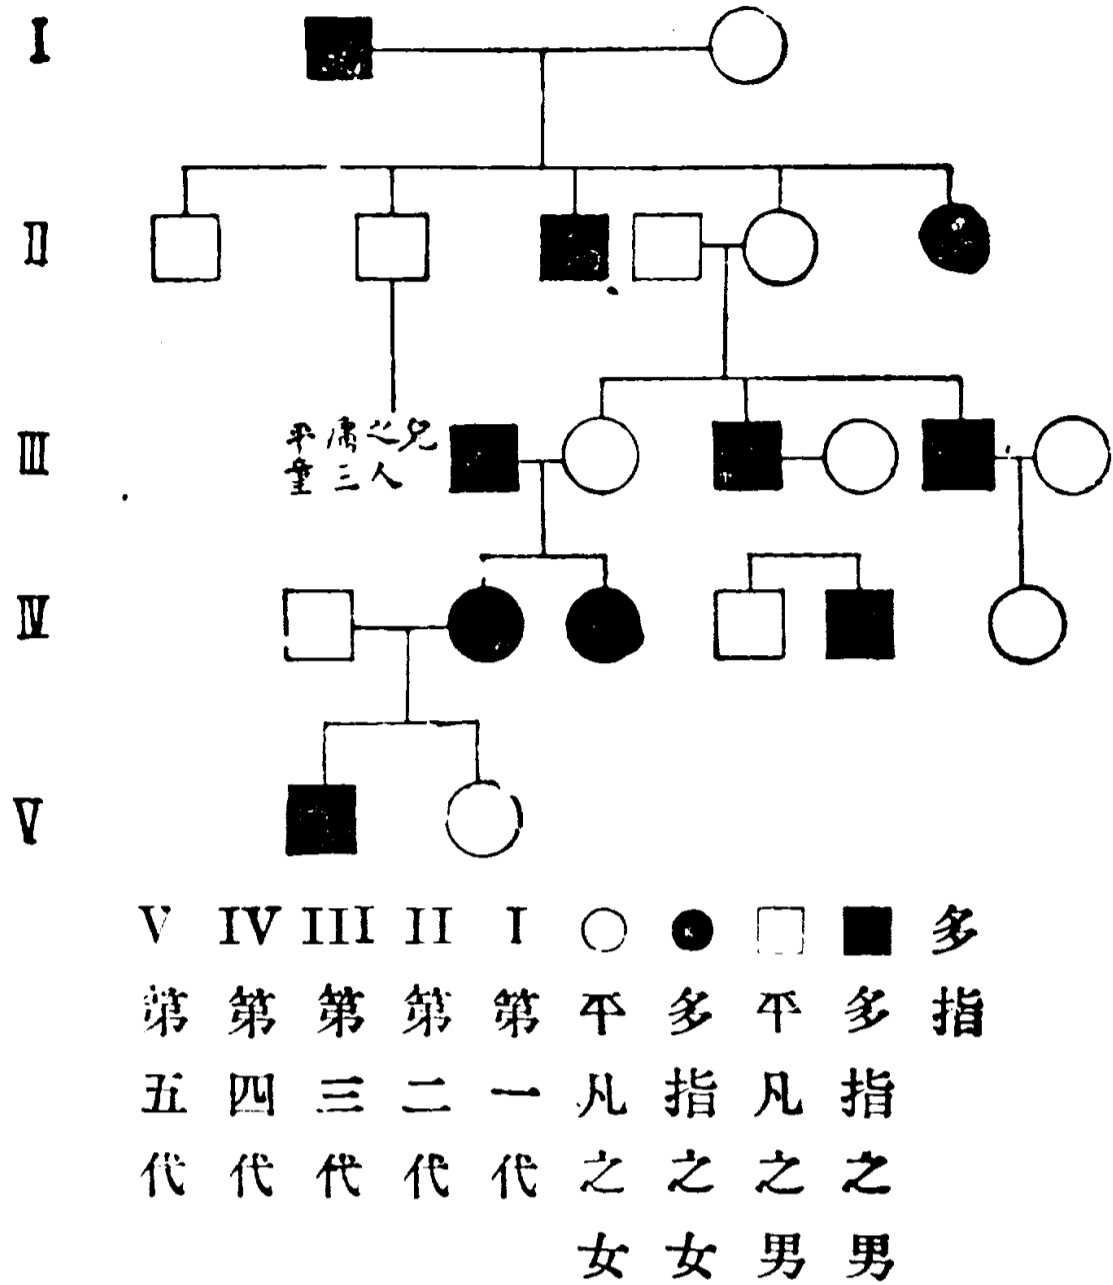 I
II
III
平庸之兒
童三人
IV
V
多指
多指之男
平凡之男
多指之女
平凡之女
I 第一代
II 第二代
III 第三代
IV 第四代
V 第五代